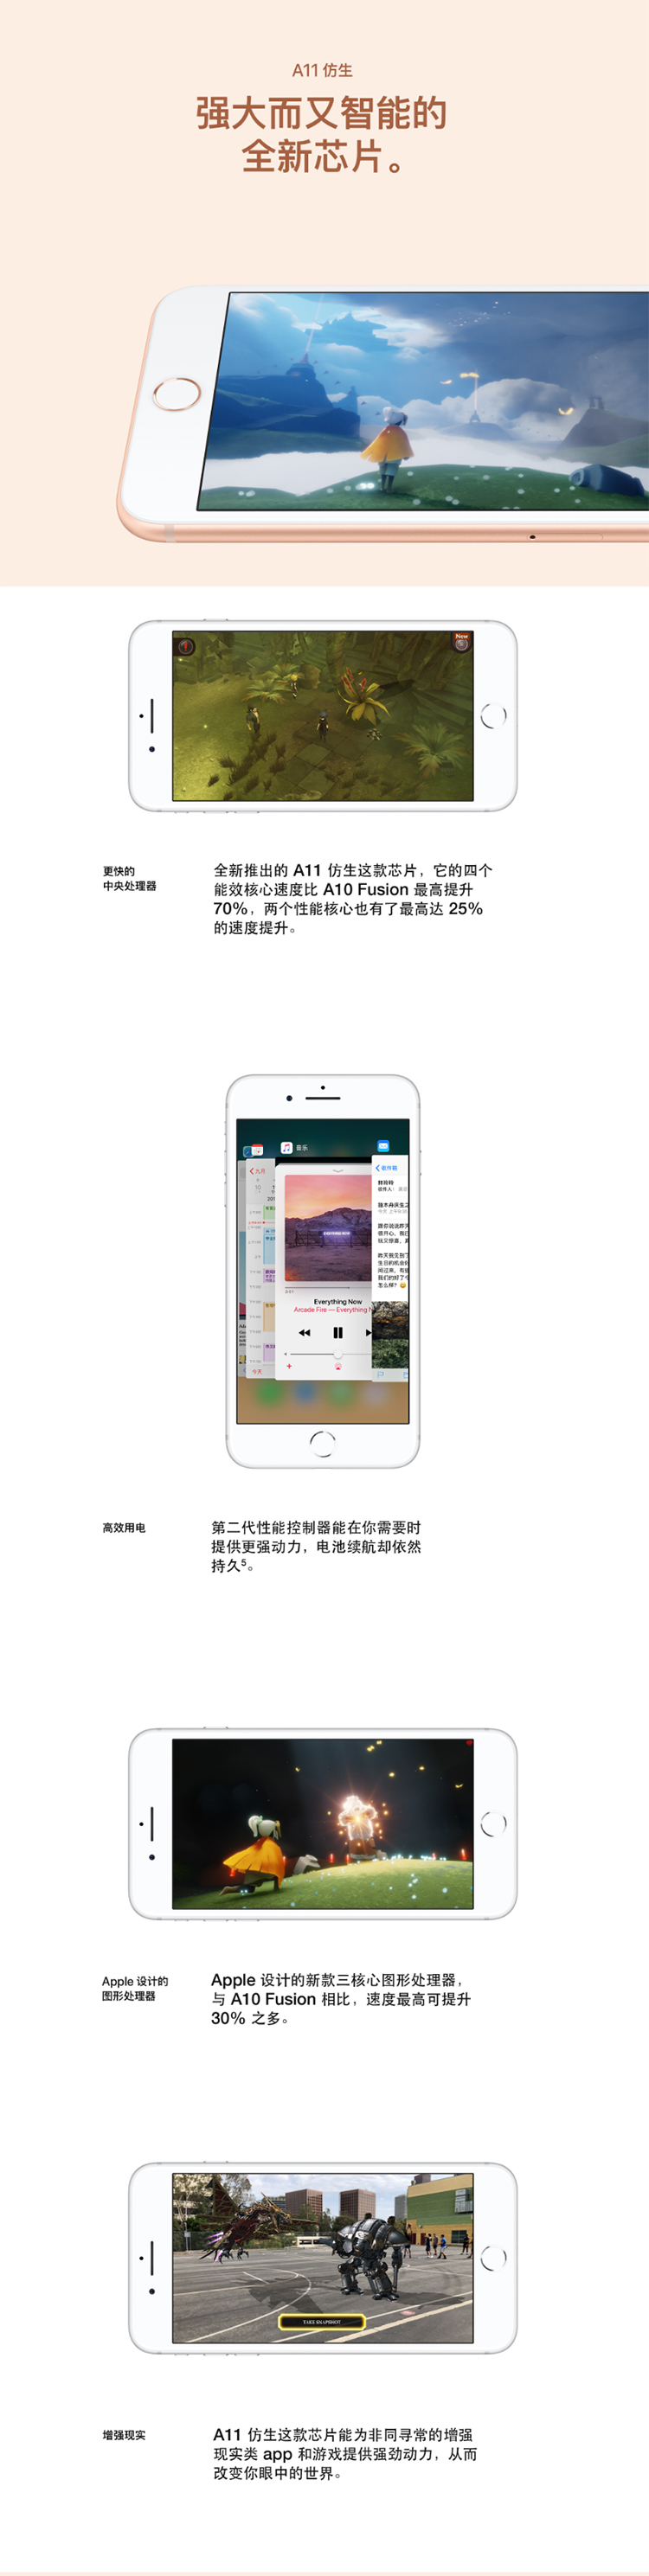 A11 仿生
强大而又智能的
全新芯片。
New
更快的
中央处理器
全新推出的 A11 仿生这款芯片，它的四个
能效核心速度比 A10 Fusion 最高提升
70%，两个性能核心也有了最高达 25%
的速度提升。
音乐
九月
收件箱
Everything Now
Arcade Fire — Everything N
今天
高效用电
第二代性能控制器能在你需要时
提供更强动力，电池续航却依然
持久⁵。
Apple 设计的
图形处理器
Apple 设计的新款三核心图形处理器，
与 A10 Fusion 相比，速度最高可提升
30% 之多。
TAKE SNAPSHOT
增强现实
A11 仿生这款芯片能为非同寻常的增强
现实类 app 和游戏提供强劲动力，从而
改变你眼中的世界。